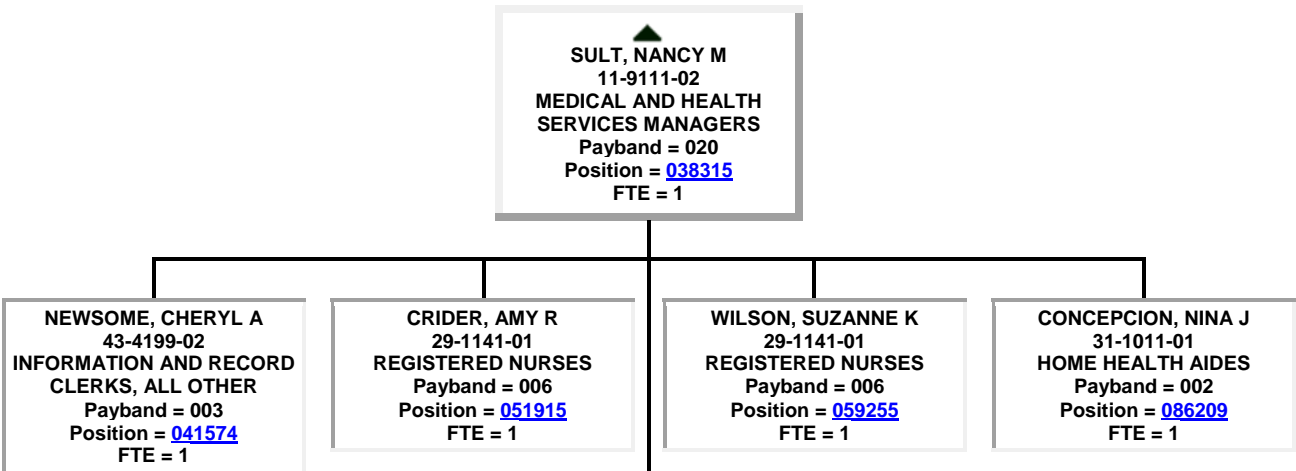 SULT, NANCY M
11-9111-02
MEDICAL AND HEALTH
SERVICES MANAGERS
Payband = 020
Position = 038315
FTE = 1
NEWSOME, CHERYL A
43-4199-02
INFORMATION AND RECORD
CLERKS, ALL OTHER
Payband = 003
Position = 041574
FTE = 1
CRIDER, AMY R
29-1141-01
REGISTERED NURSES
Payband = 006
Position = 051915
FTE = 1
WILSON, SUZANNE K
29-1141-01
REGISTERED NURSES
Payband = 006
Position = 059255
FTE = 1
CONCEPCION, NINA J
31-1011-01
HOME HEALTH AIDES
Payband = 002
Position = 086209
FTE = 1